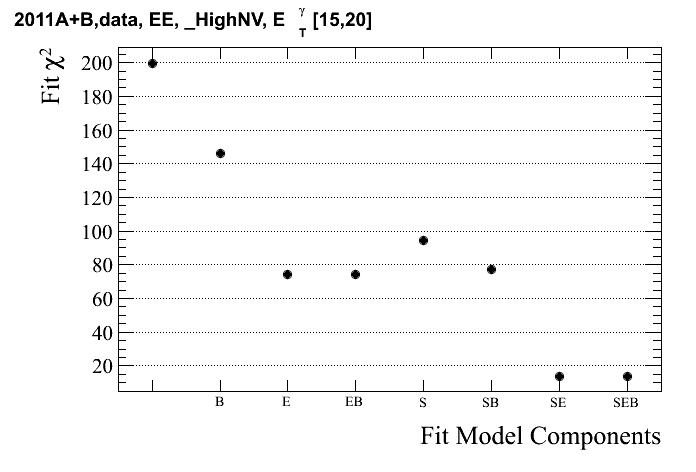 2011A+B,data, EE, _HighNV, E γ T [15,20]
Fit χ²
200
180
160
140
120
100
80
60
40
20
B E EB S SB SE SEB
Fit Model Components